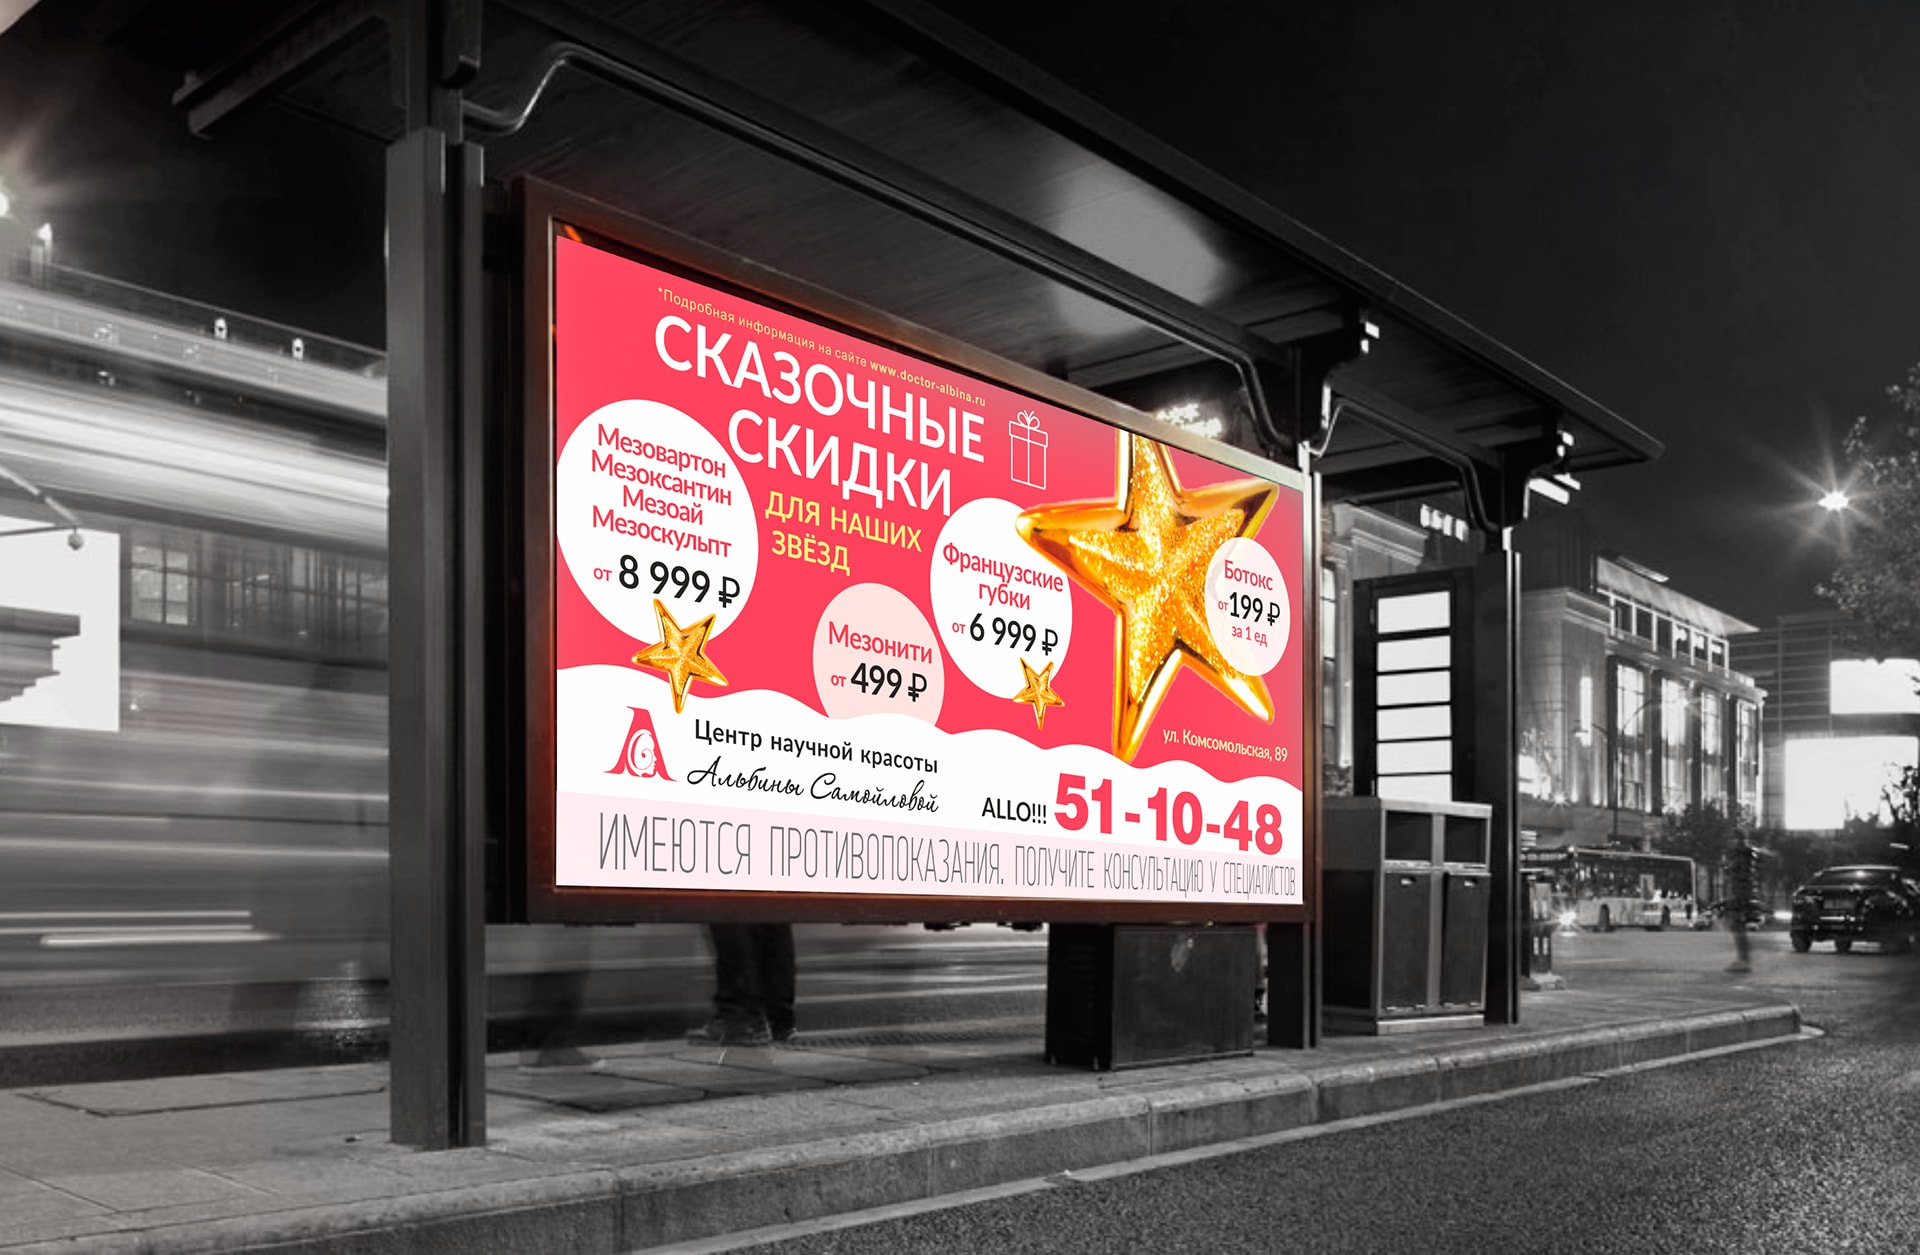 *Подробная информация на сайте www.doctor-albina.ru
СКАЗОЧНЫЕ
СКИДКИ
ДЛЯ НАШИХ
ЗВЁЗД
Мезовартон
Мезоксантин
Мезоай
Мезоскульпт
от 8 999 ₽
Мезонити
от 499 ₽
Французские
губки
от 6 999 ₽
Ботокс
от 199 ₽
за 1 ед
ул. Комсомольская, 89
Центр научной красоты
Альбины Самойловой
ALLO!!! 51-10-48
ИМЕЮТСЯ ПРОТИВОПОКАЗАНИЯ. ПОЛУЧИТЕ КОНСУЛЬТАЦИЮ У СПЕЦИАЛИСТОВ